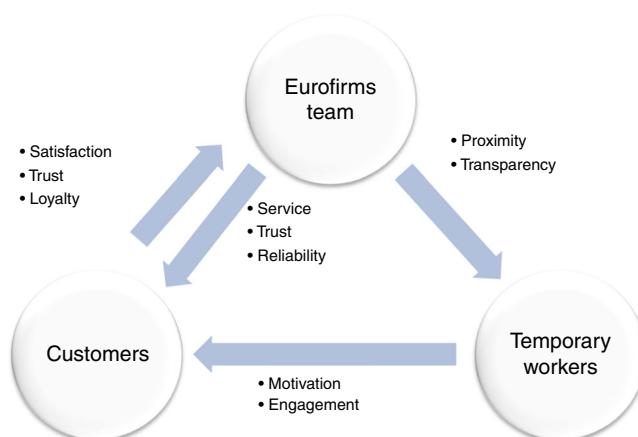 Eurofirms
team
• Satisfaction
• Trust
• Loyalty
• Proximity
• Transparency
• Service
• Trust
• Reliability
Customers
Temporary
workers
• Motivation
• Engagement